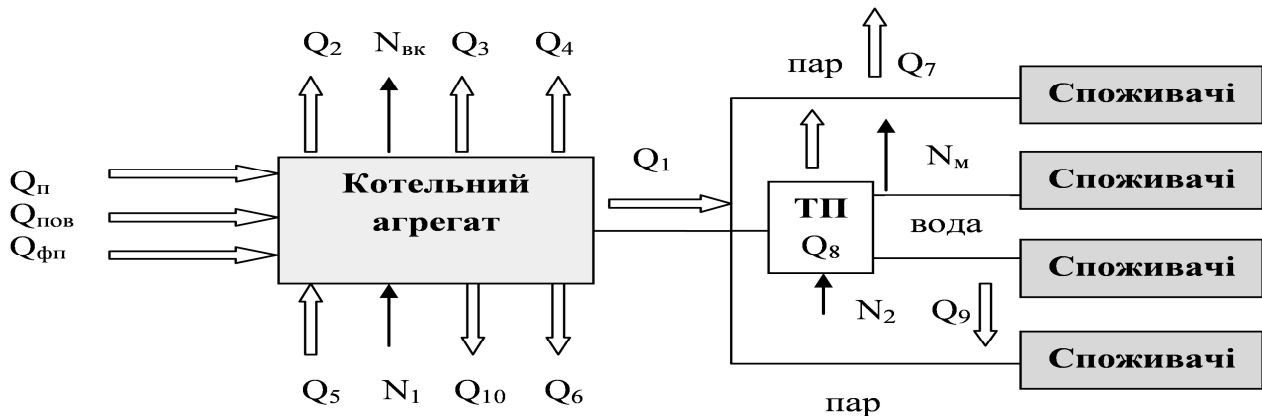 Q2 Nвк Q3 Q4
пар Q7
Споживачі
Qп
Qпов
Qфп
Котельний
агрегат
Q1
Nм
Споживачі
ТП
Q8
вода
Споживачі
N2 Q9
Споживачі
Q5 N1 Q10 Q6
пар